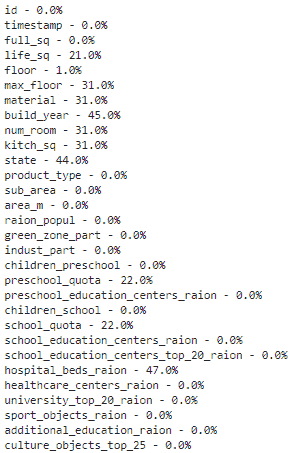 id - 0.0%
timestamp - 0.0%
full_sq - 0.0%
life_sq - 21.0%
floor - 1.0%
max_floor - 31.0%
material - 31.0%
build_year - 45.0%
num_room - 31.0%
kitch_sq - 31.0%
state - 44.0%
product_type - 0.0%
sub_area - 0.0%
area_m - 0.0%
raion_popul - 0.0%
green_zone_part - 0.0%
indust_part - 0.0%
children_preschool - 0.0%
preschool_quota - 22.0%
preschool_education_centers_raion - 0.0%
children_school - 0.0%
school_quota - 22.0%
school_education_centers_raion - 0.0%
school_education_centers_top_20_raion - 0.0%
hospital_beds_raion - 47.0%
healthcare_centers_raion - 0.0%
university_top_20_raion - 0.0%
sport_objects_raion - 0.0%
additional_education_raion - 0.0%
culture_objects_top_25 - 0.0%